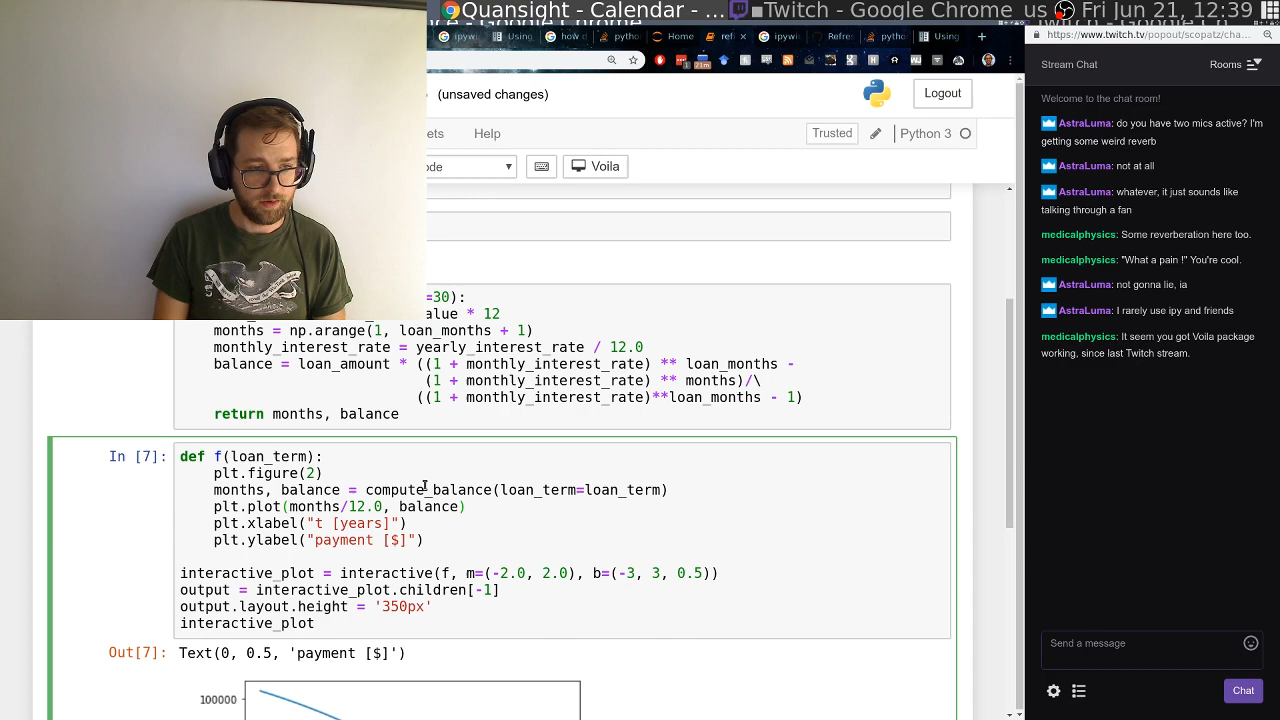 Quansight - Calendar - ...
Twitch - Google Chrome
us
Fri Jun 21, 12:39
ipywi
Using
how d
python
Home
refi
ipywi
Refres
python
Using
https://www.twitch.tv/popout/scopatz/cha...
21m
(unsaved changes)
Logout
ets
Help
Trusted
Python 3
ode
Voila
=30):
alue * 12
months = np.arange(1, loan_months + 1)
monthly_interest_rate = yearly_interest_rate / 12.0
balance = loan_amount * ((1 + monthly_interest_rate) ** loan_months -
(1 + monthly_interest_rate) ** months)/\
((1 + monthly_interest_rate)**loan_months - 1)
return months, balance
In [7]:
def f(loan_term):
plt.figure(2)
months, balance = compute_balance(loan_term=loan_term)
plt.plot(months/12.0, balance)
plt.xlabel("t [years]")
plt.ylabel("payment [$]")
interactive_plot = interactive(f, m=(-2.0, 2.0), b=(-3, 3, 0.5))
output = interactive_plot.children[-1]
output.layout.height = '350px'
interactive_plot
Out[7]:
Text(0, 0.5, 'payment [$]')
100000
Stream Chat
Rooms
Welcome to the chat room!
AstraLuma: do you have two mics active? I'm
getting some weird reverb
AstraLuma: not at all
AstraLuma: whatever, it just sounds like
talking through a fan
medicalphysics: Some reverberation here too.
medicalphysics: "What a pain !" You're cool.
AstraLuma: not gonna lie, ia
AstraLuma: I rarely use ipy and friends
medicalphysics: It seem you got Voila package
working, since last Twitch stream.
Send a message
Chat